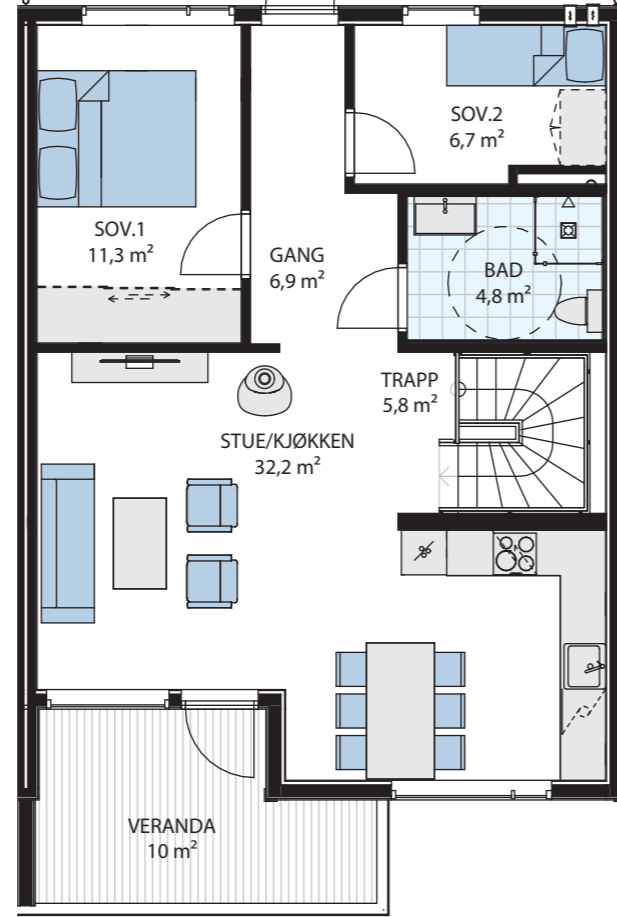 SOV.2
6,7 m²
SOV.1
11,3 m²
GANG
6,9 m²
BAD
4,8 m²
TRAPP
5,8 m²
STUE/KJØKKEN
32,2 m²
VERANDA
10 m²